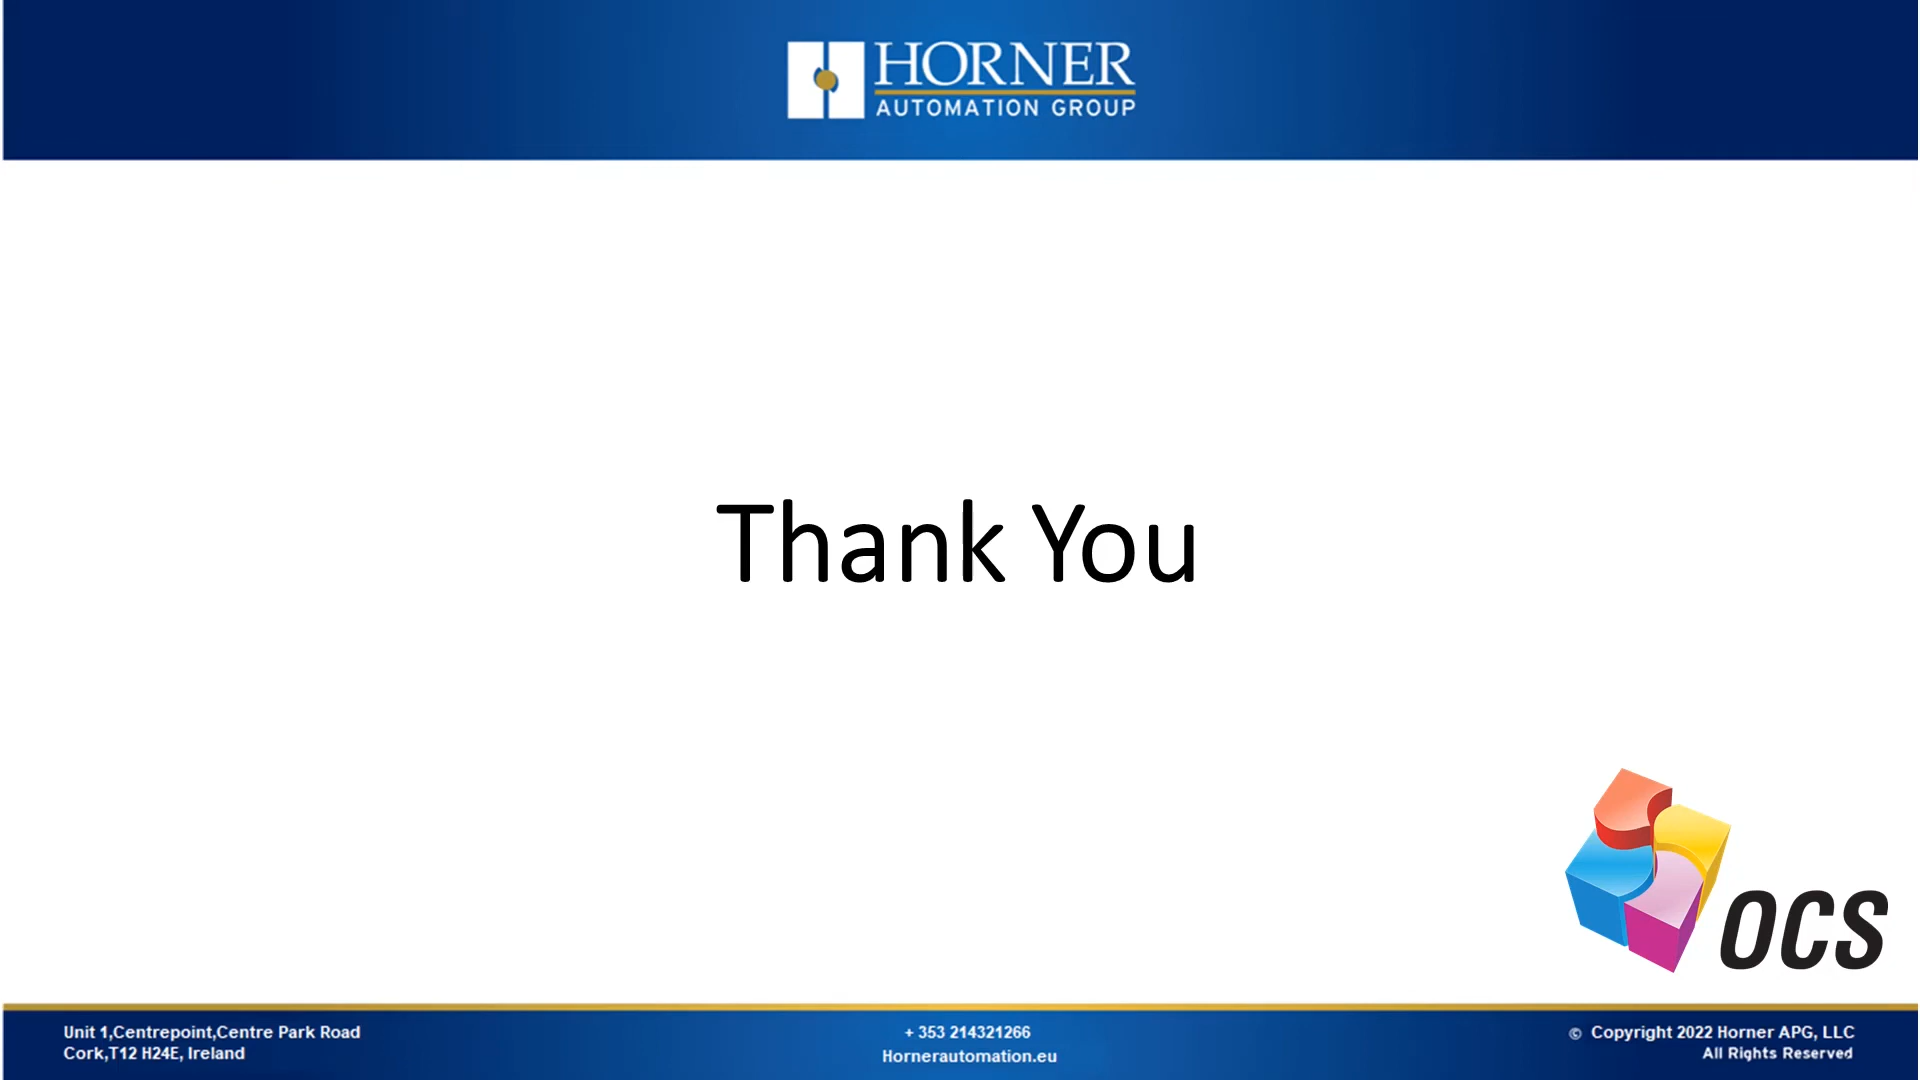 HORNER
AUTOMATION GROUP
Thank You
OCS
Unit 1,Centrepoint,Centre Park Road
Cork,T12 H24E, Ireland
+ 353 214321266
Hornerautomation.eu
© Copyright 2022 Horner APG, LLC
All Rights Reserved